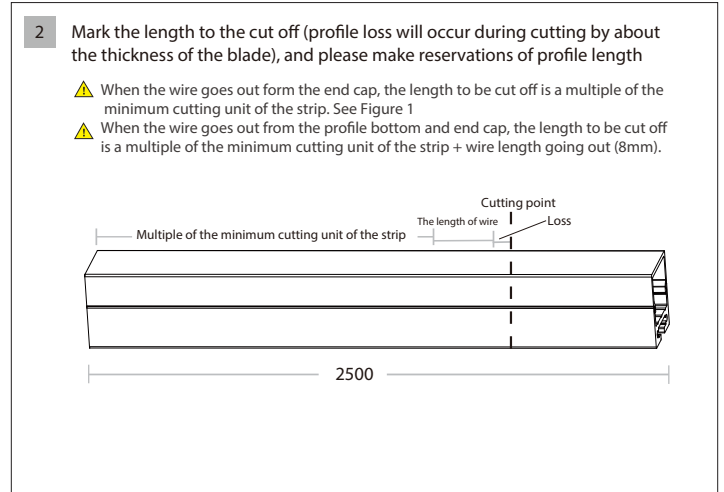 2
Mark the length to the cut off (profile loss will occur during cutting by about
the thickness of the blade), and please make reservations of profile length
When the wire goes out form the end cap, the length to be cut off is a multiple of the
minimum cutting unit of the strip. See Figure 1
When the wire goes out from the profile bottom and end cap, the length to be cut off
is a multiple of the minimum cutting unit of the strip + wire length going out (8mm).
Cutting point
The length of wire
Loss
Multiple of the minimum cutting unit of the strip
2500